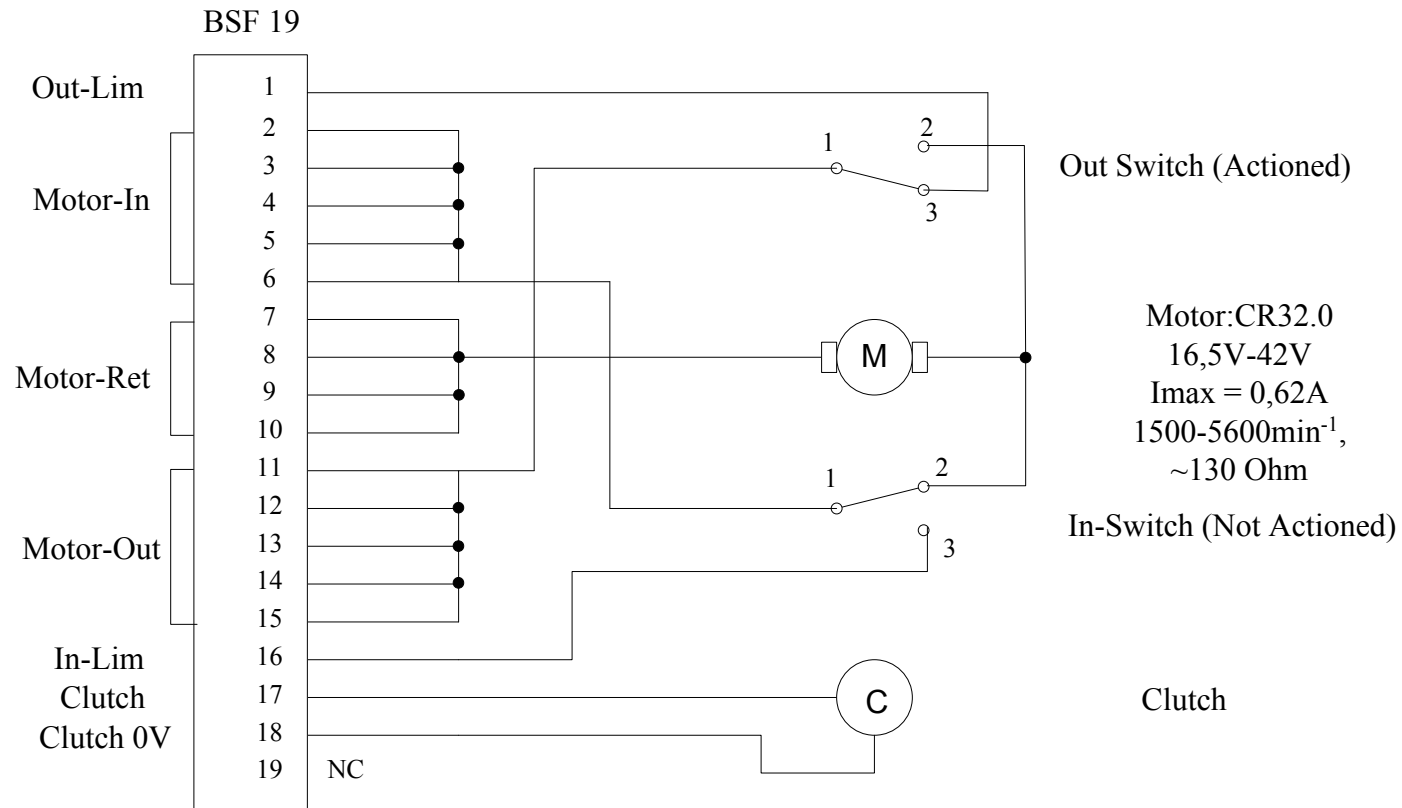 BSF 19
Out-Lim
Motor-In
Motor-Ret
Motor-Out
In-Lim
Clutch
Clutch 0V
1
2
3
4
5
6
7
8
9
10
11
12
13
14
15
16
17
18
19 NC
1
2
3
Out Switch (Actioned)
M
Motor:CR32.0
16,5V-42V
Imax = 0,62A
1500-5600min-1,
~130 Ohm
1
2
3
In-Switch (Not Actioned)
C
Clutch